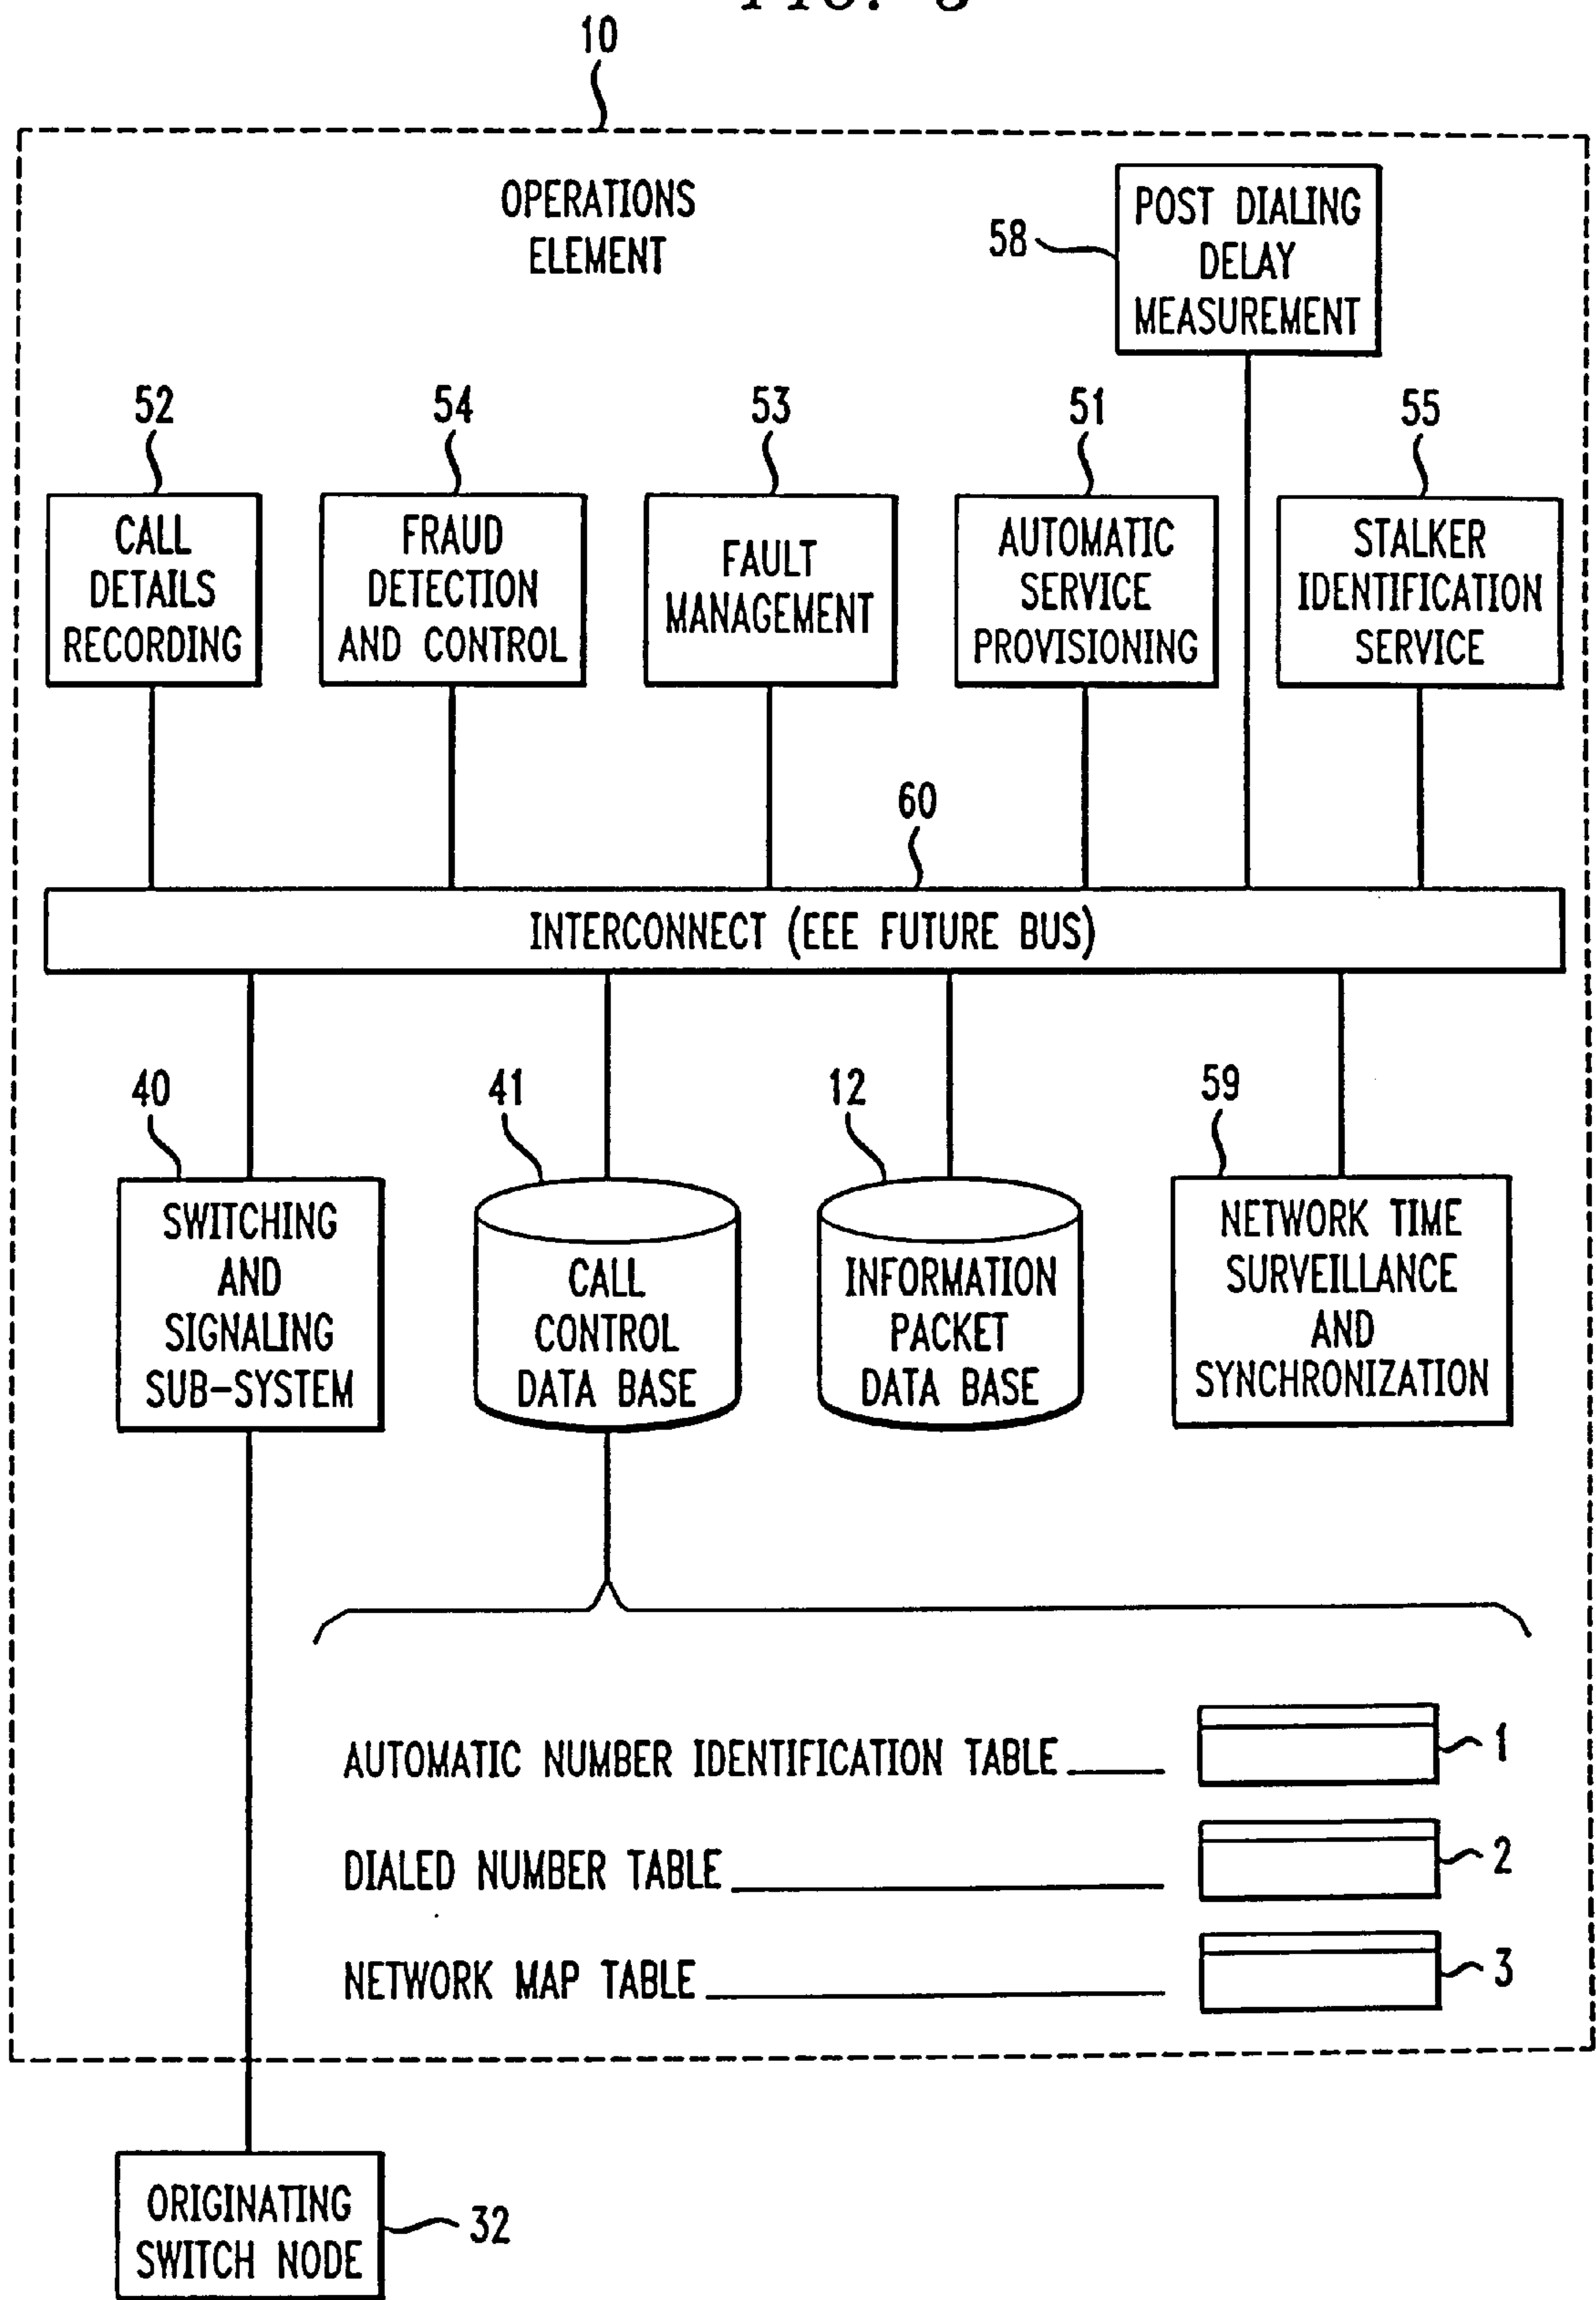 10
OPERATIONS
ELEMENT
58
POST DIALING
DELAY
MEASUREMENT
52
CALL
DETAILS
RECORDING
54
FRAUD
DETECTION
AND CONTROL
53
FAULT
MANAGEMENT
51
AUTOMATIC
SERVICE
PROVISIONING
55
STALKER
IDENTIFICATION
SERVICE
60
INTERCONNECT (EEE FUTURE BUS)
40
SWITCHING
AND
SIGNALING
SUB-SYSTEM
41
CALL
CONTROL
DATA BASE
12
INFORMATION
PACKET
DATA BASE
59
NETWORK TIME
SURVEILLANCE
AND
SYNCHRONIZATION
AUTOMATIC NUMBER IDENTIFICATION TABLE
1
DIALED NUMBER TABLE
2
NETWORK MAP TABLE
3
ORIGINATING
SWITCH NODE
32